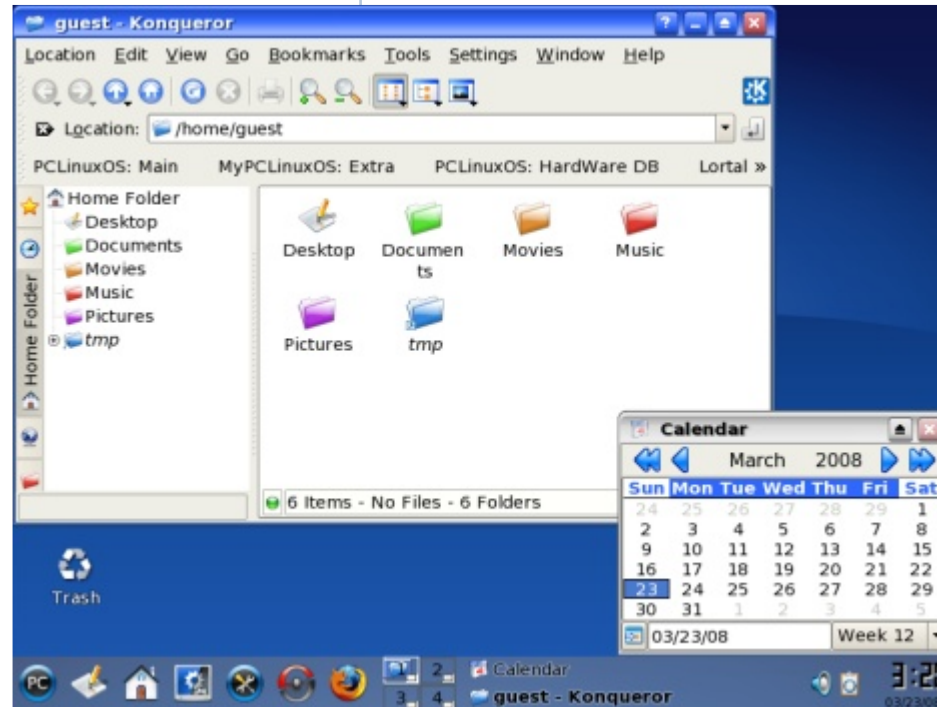 guest - Konqueror
Location Edit View Go Bookmarks Tools Settings Window Help
Location: /home/guest
PCLinuxOS: Main MyPCLinuxOS: Extra PCLinuxOS: HardWare DB Lortal »
Home Folder
Desktop
Documents
Movies
Music
Pictures
tmp
Home Folder
Desktop
Documen
ts
Movies
Music
Pictures
tmp
6 Items - No Files - 6 Folders
Calendar
March 2008
Sun Mon Tue Wed Thu Fri Sat
24 25 26 27 28 29 1
2 3 4 5 6 7 8
9 10 11 12 13 14 15
16 17 18 19 20 21 22
23 24 25 26 27 28 29
30 31 1 2 3 4 5
03/23/08 Week 12
Trash
PC
2
3 4
Calendar
guest - Konqueror